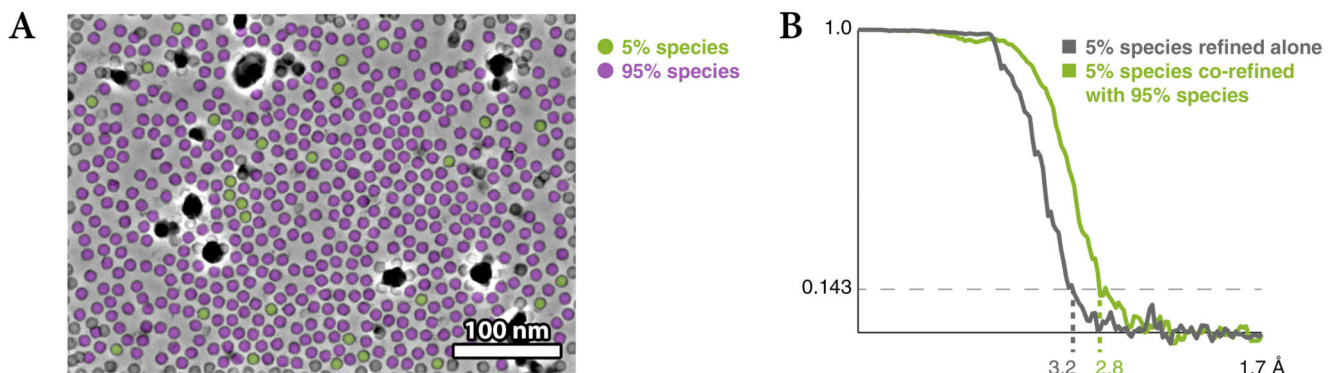 A
5% species
95% species
100 nm
B
1.0
5% species refined alone
5% species co-refined
with 95% species
0.143
3.2
2.8
1.7 Å